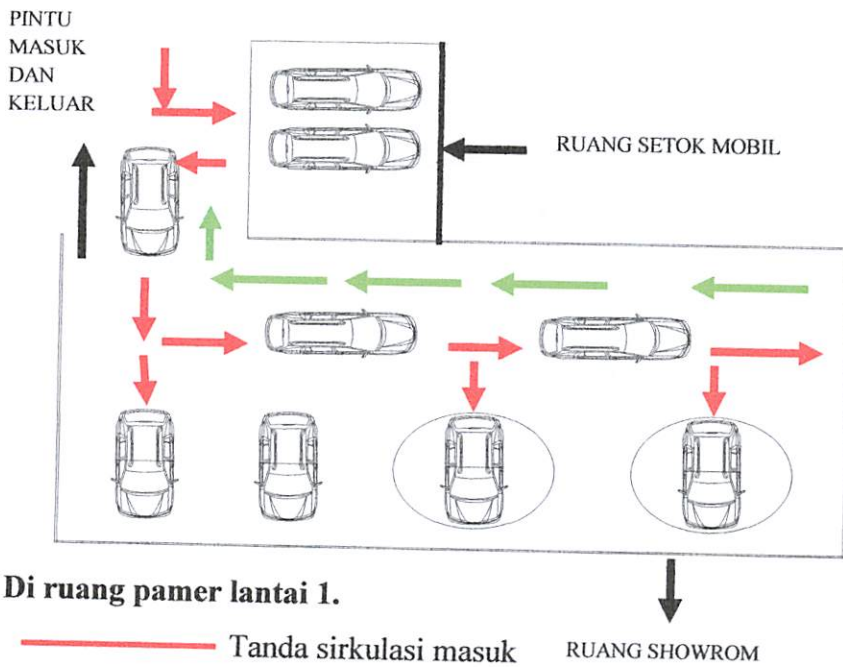 PINTU
MASUK
DAN
KELUAR
RUANG SETOK MOBIL
Di ruang pamer lantai 1.
Tanda sirkulasi masuk
RUANG SHOWROM